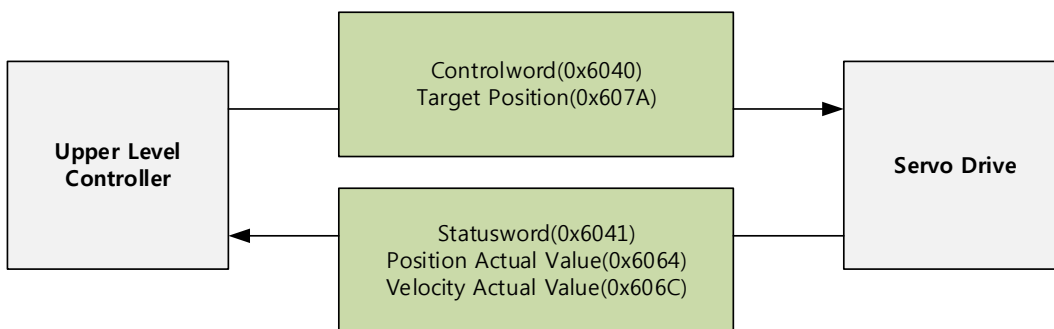 Controlword(0x6040)
Target Position(0x607A)
Upper Level
Controller
Servo Drive
Statusword(0x6041)
Position Actual Value(0x6064)
Velocity Actual Value(0x606C)